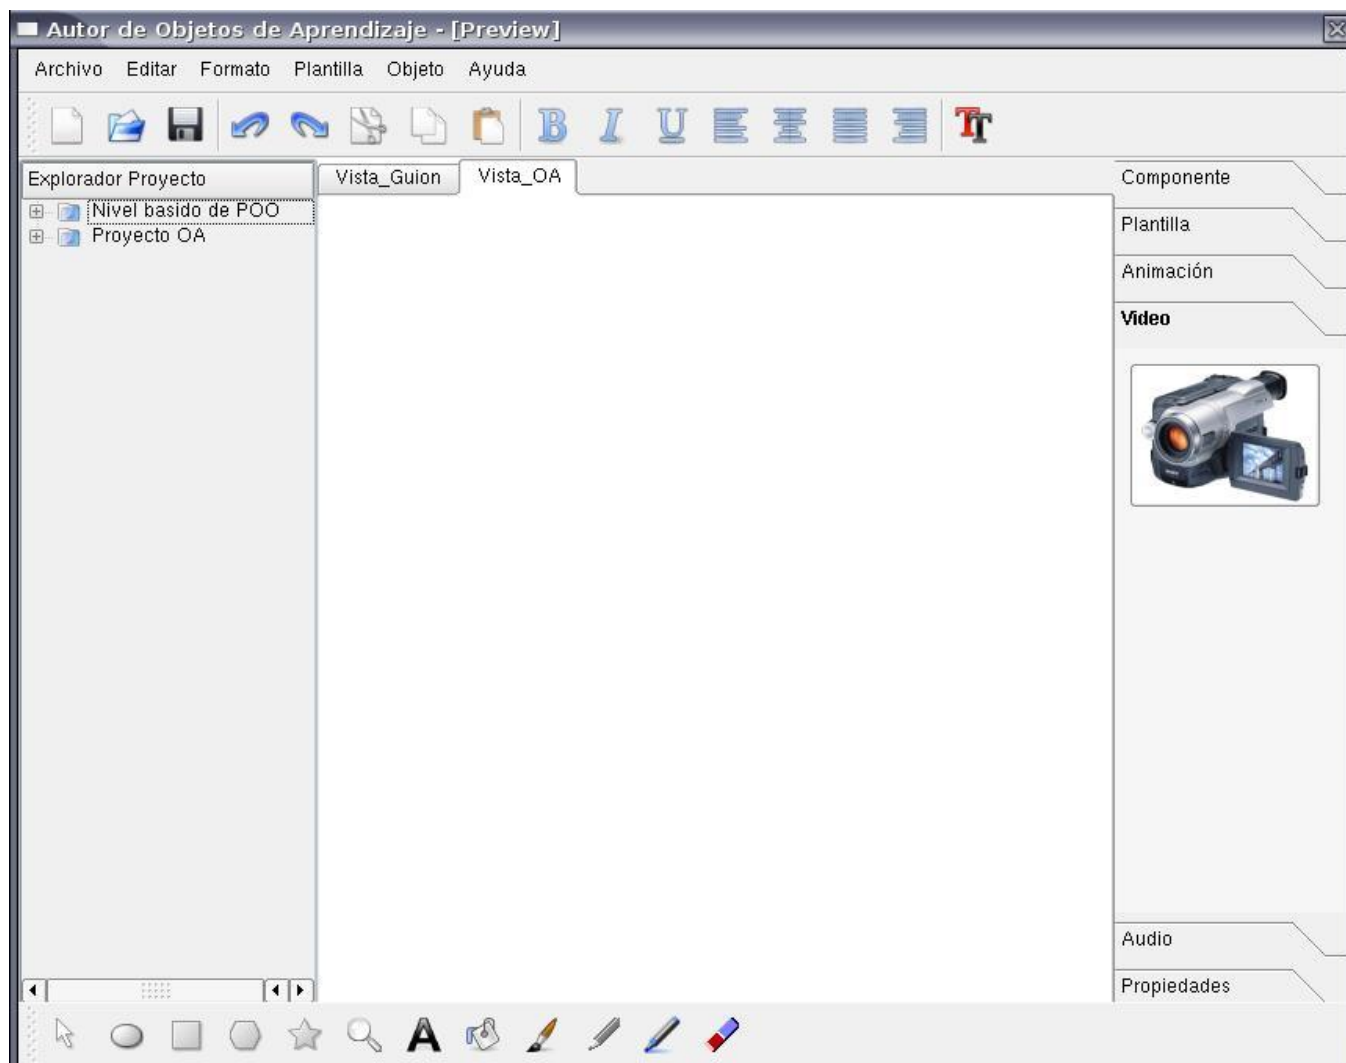 Autor de Objetos de Aprendizaje - [Preview]
Archivo Editar Formato Plantilla Objeto Ayuda
B I U TT
Explorador Proyecto
Nivel basido de POO
Proyecto OA
Vista_Guion Vista_OA
Componente
Plantilla
Animación
Video
Audio
Propiedades
A